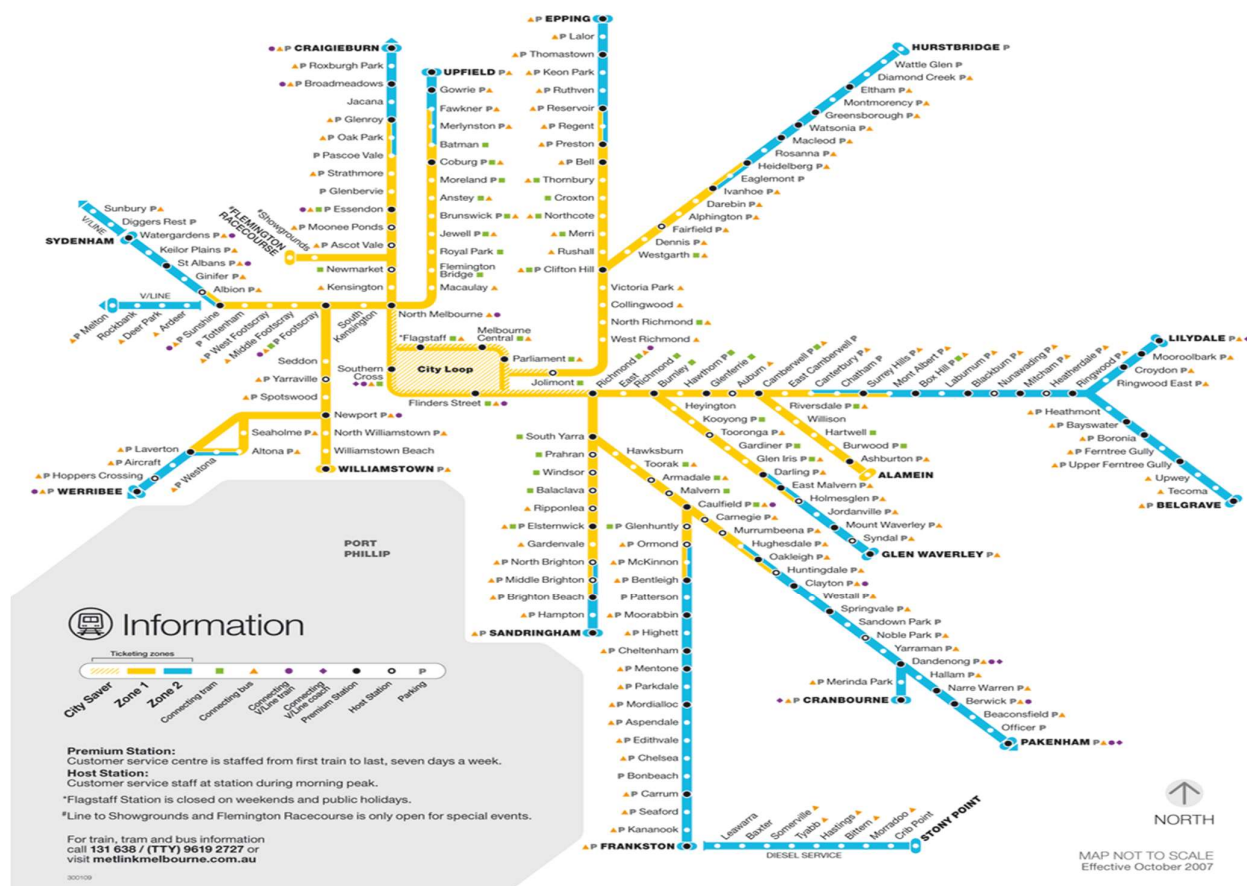 EPPING
Lalor
Thomastown
Keon Park
Ruthven
Reservoir
Regent
Preston
Bell
Thornbury
Croxton
Northcote
Merri
Rushall
P Clifton Hill
Victoria Park
Collingwood
North Richmond
West Richmond
Jolimont
P CRAIGIEBURN
P Roxburgh Park
P Broadmeadows
Jacana
P Glenroy
P Oak Park
P Pascoe Vale
P Strathmore
P Glenbervie
P Essendon
P Moonee Ponds
P Ascot Vale
Newmarket
Kensington
North Melbourne
#Showgrounds
#FLEMINGTON
RACECOURSE
UPFIELD P
Gowrie P
Fawkner P
Merlynston P
Batman
Coburg P
Moreland P
Anstey
Brunswick P
Jewell P
Royal Park
Flemington
Bridge
Macaulay
HURSTBRIDGE P
Wattle Glen P
Diamond Creek P
Eltham P
Montmorency P
Greensborough P
Watsonia P
Macleod P
Rosanna P
Heidelberg P
Eaglemont P
Ivanhoe P
Darebin P
Alphington P
Fairfield P
Dennis P
Westgarth
Sunbury P
V/LINE
Diggers Rest P
Watergardens P
SYDENHAM
Keilor Plains P
St Albans P
Ginifer P
Albion P
V/LINE
P Melton
Rockbank
Deer Park
Ardeer
P Sunshine
P Tottenham
P West Footscray
P Middle Footscray
P Footscray
South
Kensington
*Flagstaff
Melbourne
Central
Parliament
City Loop
Southern
Cross
Flinders Street
Seddon
P Yarraville
P Spotswood
Newport P
Seaholme P
Altona P
P Westona
North Williamstown P
Williamstown Beach
WILLIAMSTOWN P
P Laverton
P Aircraft
P Hoppers Crossing
P WERRIBEE
Richmond
East
Richmond
Burnley
Hawthorn P
Glenferrie
Auburn
Camberwell P
East Camberwell P
Canterbury P
Chatham P
Surrey Hills P
Mont Albert P
Box Hill P
Laburnum P
Blackburn P
Nunawading P
Mitcham P
Heatherdale P
Ringwood P
LILYDALE P
Mooroolbark P
Croydon P
Ringwood East P
P Heathmont
P Bayswater
P Boronia
P Ferntree Gully
P Upper Ferntree Gully
Upwey
Tecoma
P BELGRAVE
Riversdale P
Willison
Hartwell
Burwood P
Ashburton P
ALAMEIN
Heyington
Kooyong P
Tooronga P
Gardiner P
Glen Iris P
Darling P
East Malvern P
Holmesglen P
Jordanville P
Mount Waverley P
Syndal P
GLEN WAVERLEY P
South Yarra
Prahran
Windsor
Balaclava
Ripponlea
P Elsternwick
Gardenvale
P North Brighton
P Middle Brighton
P Brighton Beach
P Hampton
P SANDRINGHAM
Hawksburn
Toorak
Armadale
Malvern
Caulfield P
Carnegie P
Murrumbeena P
Hughesdale P
Oakleigh P
Huntingdale P
Clayton P
Westall P
Springvale P
Sandown Park P
Noble Park P
Yarraman P
Dandenong P
Hallam P
Narre Warren P
Berwick P
Beaconsfield P
Officer P
PAKENHAM P
P Merinda Park
P CRANBOURNE
P Glenhuntly
P Ormond
P McKinnon
P Bentleigh
P Patterson
P Moorabbin
P Highett
P Cheltenham
P Mentone
P Parkdale
P Mordialloc
P Aspendale
P Edithvale
P Chelsea
P Bonbeach
P Carrum
P Seaford
P Kananook
P FRANKSTON
Leawarra
Baxter
Somerville
Tyabb
Hastings
Bittern
Morradoo
Crib Point
STONY POINT
DIESEL SERVICE
PORT
PHILLIP
Information
Ticketing zones
City Saver
Zone 1
Zone 2
Connecting tram
Connecting bus
Connecting
V/Line train
Connecting
V/Line coach
Premium Station
Host Station
P
Parking
Premium Station:
Customer service centre is staffed from first train to last, seven days a week.
Host Station:
Customer service staff at station during morning peak.
*Flagstaff Station is closed on weekends and public holidays.
#Line to Showgrounds and Flemington Racecourse is only open for special events.
For train, tram and bus information
call 131 638 / (TTY) 9619 2727 or
visit metlinkmelbourne.com.au
300109
NORTH
MAP NOT TO SCALE
Effective October 2007